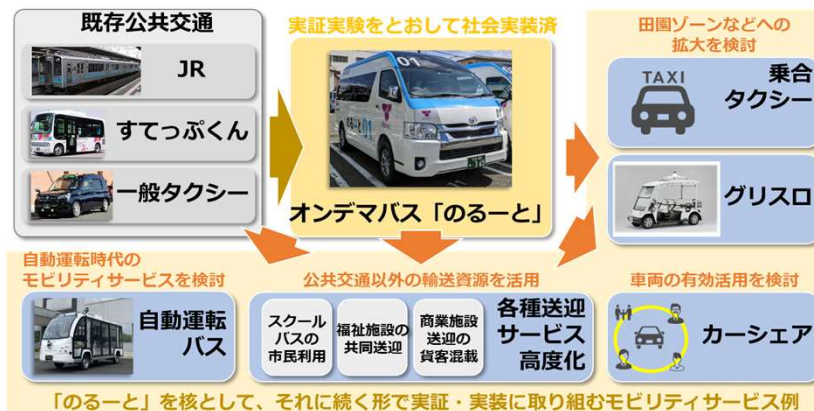 既存公共交通
JR
すてっぷくん
一般タクシー
実証実験をとおして社会実装済
01
のるーと01
オンデマバス「のるーと」
田園ゾーンなどへの
拡大を検討
TAXI
乗合
タクシー
グリスロ
自動運転時代の
モビリティサービスを検討
自動運転
バス
公共交通以外の輸送資源を活用
スクール
バスの
市民利用
福祉施設の
共同送迎
商業施設
送迎の
貨客混載
各種送迎
サービス
高度化
車両の有効活用を検討
カーシェア
「のるーと」を核として、それに続く形で実証・実装に取り組むモビリティサービス例